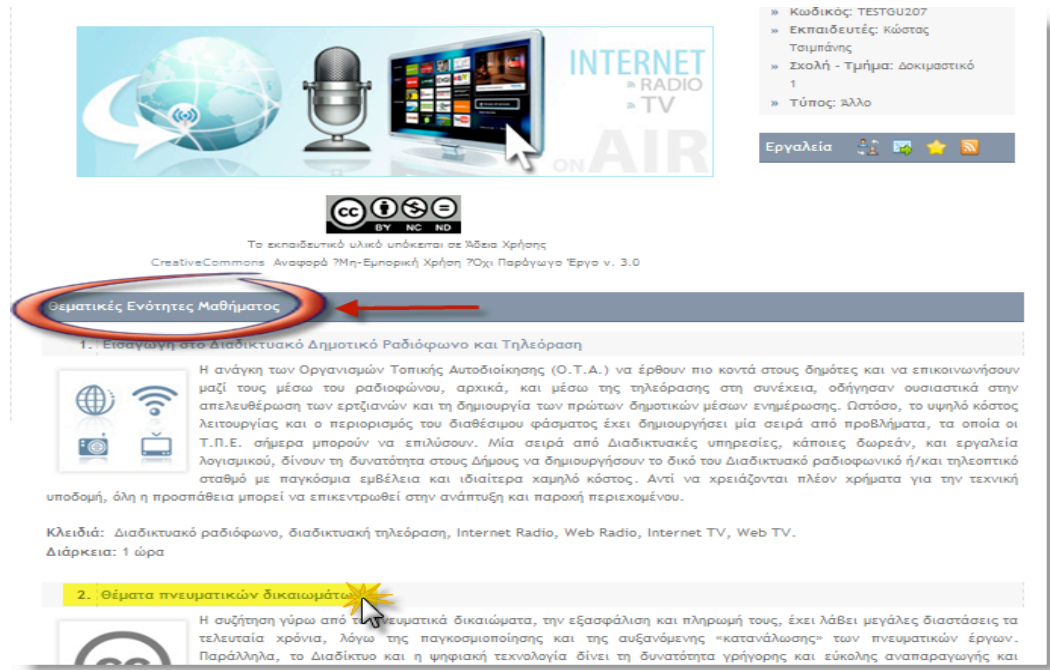 » Κωδικός: TESTGU207
» Εκπαιδευτές: Κώστας
Τσιμπάνης
» Σχολή - Τμήμα: Δοκιμαστικό
1
» Τύπος: Άλλο
Εργαλεία
INTERNET
» RADIO
» TV
ON AIR
cc BY NC ND
Το εκπαιδευτικό υλικό υπόκειται σε Άδεια Χρήσης
CreativeCommons Αναφορά ?Μη-Εμπορική Χρήση ?Όχι Παράγωγο Έργο v. 3.0
Θεματικές Ενότητες Μαθήματος
1. Εισαγωγή στο Διαδικτυακό Δημοτικό Ραδιόφωνο και Τηλεόραση
Η ανάγκη των Οργανισμών Τοπικής Αυτοδιοίκησης (Ο.Τ.Α.) να έρθουν πιο κοντά στους δημότες και να επικοινωνήσουν
μαζί τους μέσω του ραδιοφώνου, αρχικά, και μέσω της τηλεόρασης στη συνέχεια, οδήγησαν ουσιαστικά στην
απελευθέρωση των ερτζιανών και τη δημιουργία των πρώτων δημοτικών μέσων ενημέρωσης. Ωστόσο, το υψηλό κόστος
λειτουργίας και ο περιορισμός του διαθέσιμου φάσματος έχει δημιουργήσει μία σειρά από προβλήματα, τα οποία οι
Τ.Π.Ε. σήμερα μπορούν να επιλύσουν. Μία σειρά από Διαδικτυακές υπηρεσίες, κάποιες δωρεάν, και εργαλεία
λογισμικού, δίνουν τη δυνατότητα στους Δήμους να δημιουργήσουν το δικό του Διαδικτυακό ραδιοφωνικό ή/και τηλεοπτικό
σταθμό με παγκόσμια εμβέλεια και ιδιαίτερα χαμηλό κόστος. Αντί να χρειάζονται πλέον χρήματα για την τεχνική
υποδομή, όλη η προσπάθεια μπορεί να επικεντρωθεί στην ανάπτυξη και παροχή περιεχομένου.
Κλειδιά: Διαδικτυακό ραδιόφωνο, διαδικτυακή τηλεόραση, Internet Radio, Web Radio, Internet TV, Web TV.
Διάρκεια: 1 ώρα
2. Θέματα πνευματικών δικαιωμάτω
Η συζήτηση γύρω από τα πνευματικά δικαιώματα, την εξασφάλιση και πληρωμή τους, έχει λάβει μεγάλες διαστάσεις τα
τελευταία χρόνια, λόγω της παγκοσμιοποίησης και της αυξανόμενης «κατανάλωσης» των πνευματικών έργων.
Παράλληλα, το Διαδίκτυο και η ψηφιακή τεχνολογία δίνει τη δυνατότητα γρήγορης και εύκολης αναπαραγωγής και